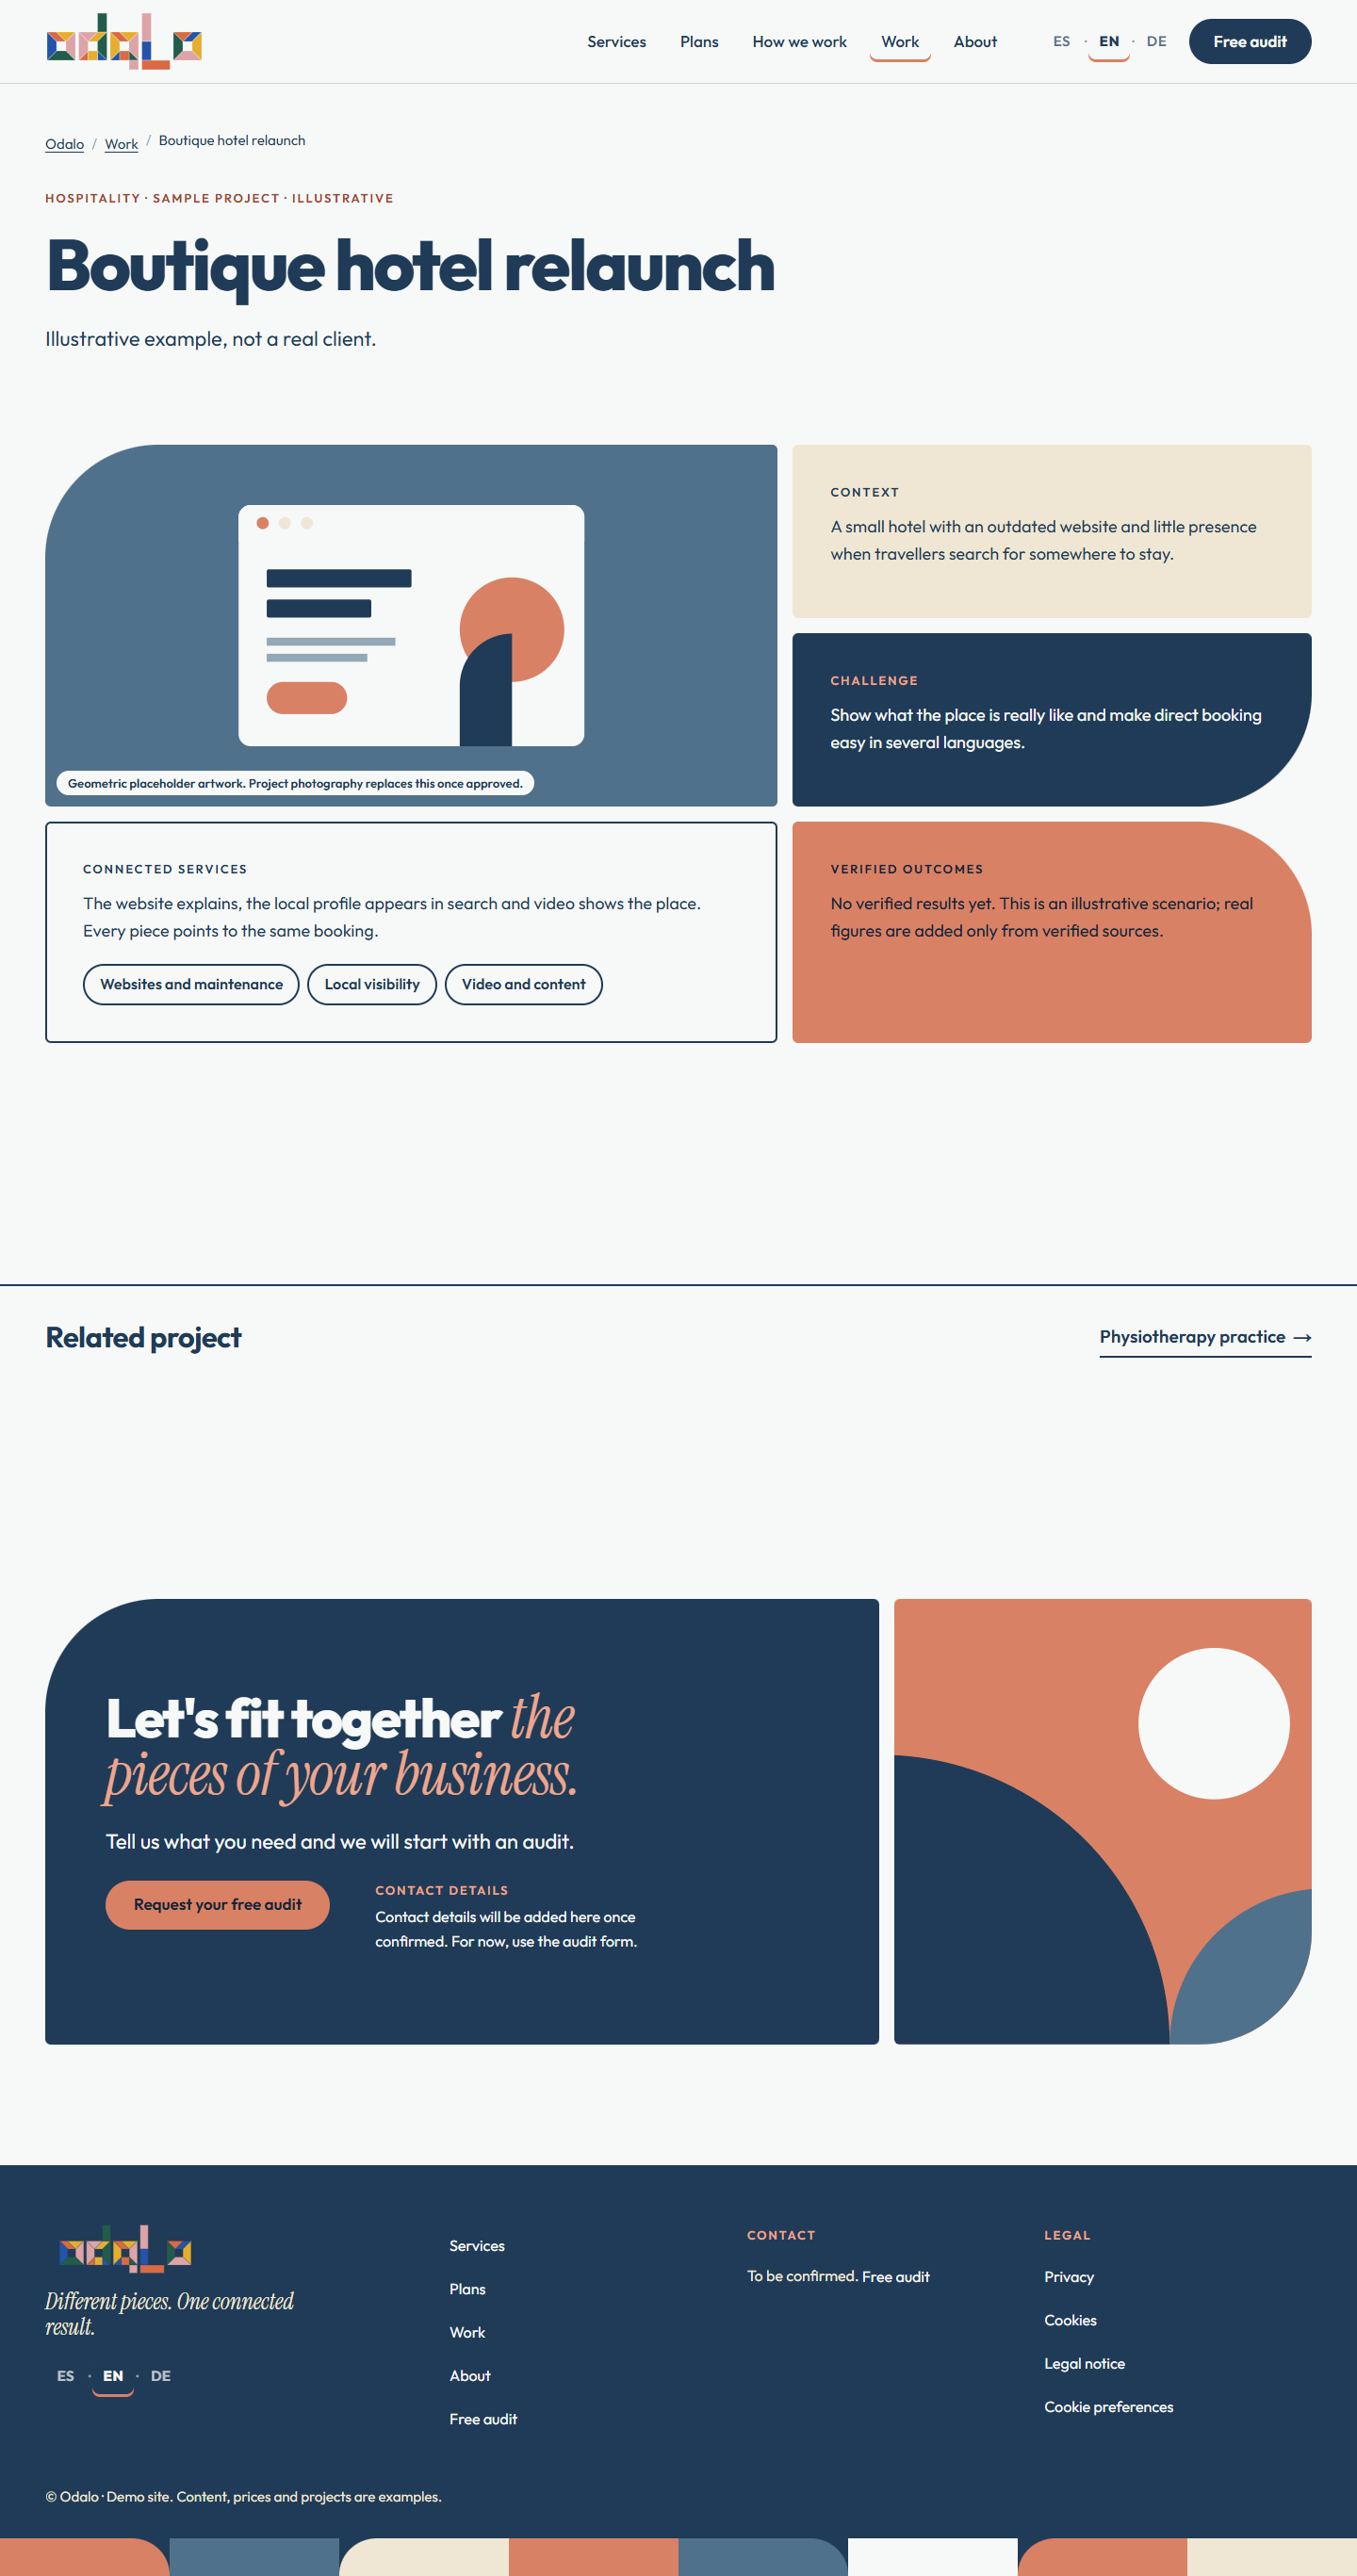 odalo
Services Plans How we work Work About ES · EN · DE Free audit
Odalo / Work / Boutique hotel relaunch
HOSPITALITY · SAMPLE PROJECT · ILLUSTRATIVE
Boutique hotel relaunch
Illustrative example, not a real client.
Geometric placeholder artwork. Project photography replaces this once approved.
CONTEXT
A small hotel with an outdated website and little presence
when travellers search for somewhere to stay.
CHALLENGE
Show what the place is really like and make direct booking
easy in several languages.
CONNECTED SERVICES
The website explains, the local profile appears in search and video shows the place.
Every piece points to the same booking.
Websites and maintenance Local visibility Video and content
VERIFIED OUTCOMES
No verified results yet. This is an illustrative scenario; real
figures are added only from verified sources.
Related project
Physiotherapy practice →
Let's fit together the
pieces of your business.
Tell us what you need and we will start with an audit.
Request your free audit
CONTACT DETAILS
Contact details will be added here once
confirmed. For now, use the audit form.
odalo
Different pieces. One connected
result.
ES · EN · DE
Services
Plans
Work
About
Free audit
CONTACT
To be confirmed. Free audit
LEGAL
Privacy
Cookies
Legal notice
Cookie preferences
© Odalo · Demo site. Content, prices and projects are examples.